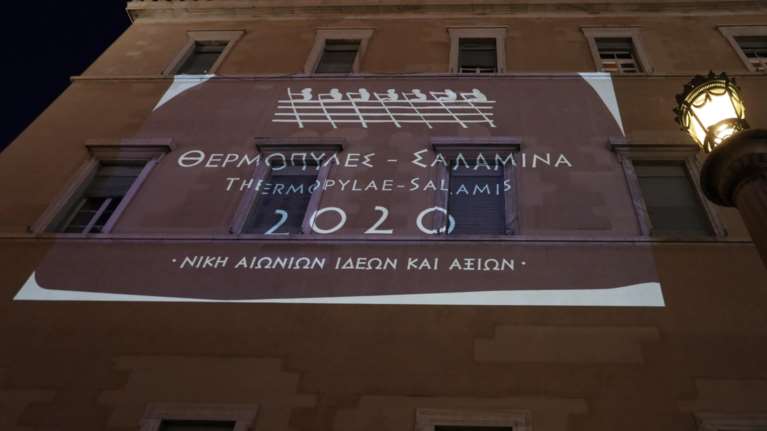 ΘΕΡΜΟΠΥΛΕΣ - ΣΑΛΑΜΙΝΑ
THERMOPYLAE-SALAMIS
2020
·ΝΙΚΗ ΑΙΩΝΙΩΝ ΙΔΕΩΝ ΚΑΙ ΑΞΙΩΝ·